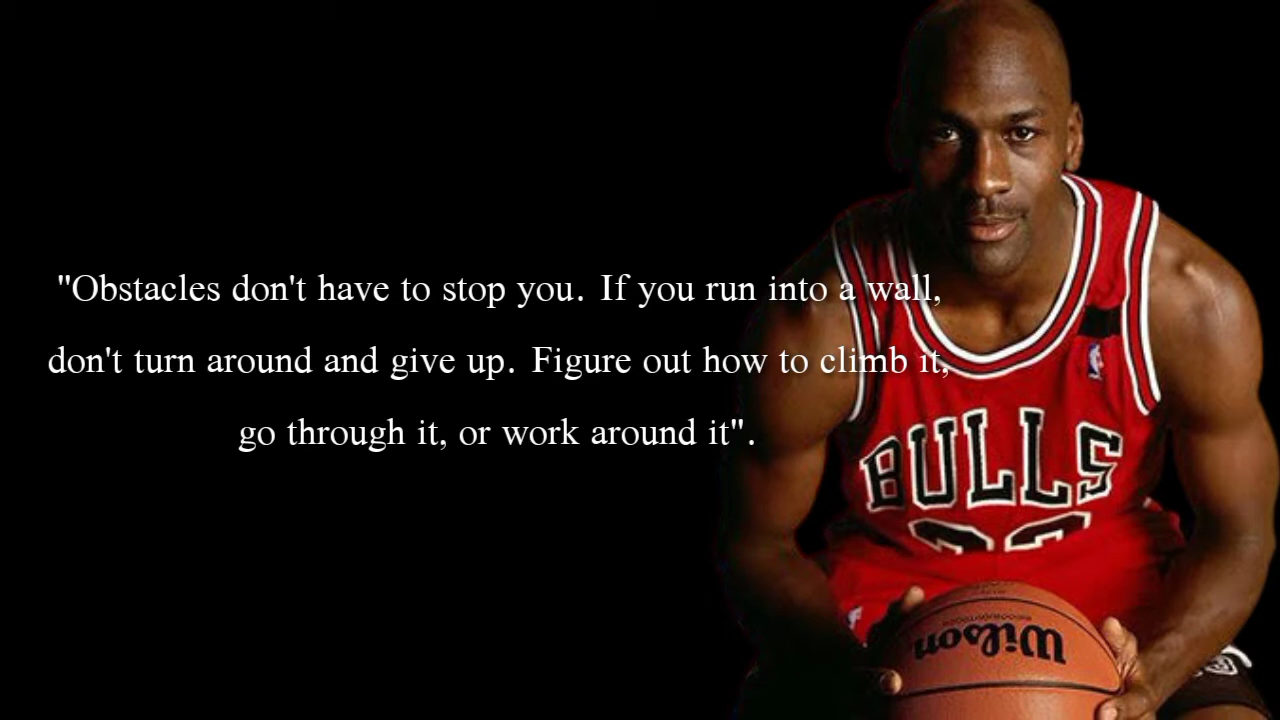 "Obstacles don't have to stop you. If you run into a wall,
don't turn around and give up. Figure out how to climb it,
go through it, or work around it".
BULLS
Wilson